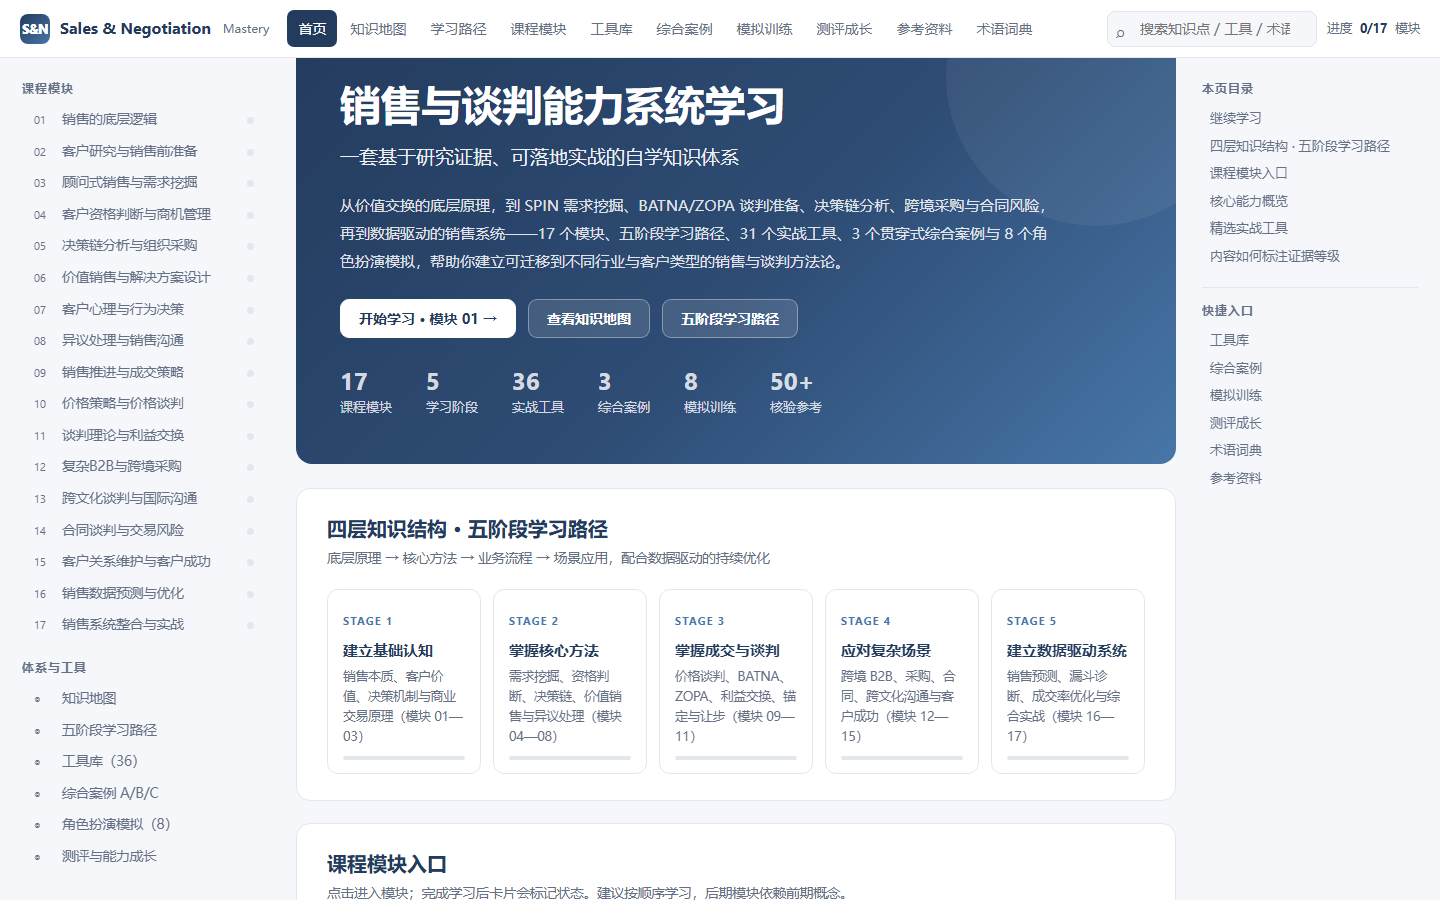 S&N Sales & Negotiation Mastery 首页 知识地图 学习路径 课程模块 工具库 综合案例 模拟训练 测评成长 参考资料 术语词典 搜索知识点 / 工具 / 术语 进度 0/17 模块
课程模块
01 销售的底层逻辑
02 客户研究与销售前准备
03 顾问式销售与需求挖掘
04 客户资格判断与商机管理
05 决策链分析与组织采购
06 价值销售与解决方案设计
07 客户心理与行为决策
08 异议处理与销售沟通
09 销售推进与成交策略
10 价格策略与价格谈判
11 谈判理论与利益交换
12 复杂B2B与跨境采购
13 跨文化谈判与国际沟通
14 合同谈判与交易风险
15 客户关系维护与客户成功
16 销售数据预测与优化
17 销售系统整合与实战
体系与工具
知识地图
五阶段学习路径
工具库（36）
综合案例 A/B/C
角色扮演模拟（8）
测评与能力成长
销售与谈判能力系统学习
一套基于研究证据、可落地实战的自学知识体系
从价值交换的底层原理，到 SPIN 需求挖掘、BATNA/ZOPA 谈判准备、决策链分析、跨境采购与合同风险，
再到数据驱动的销售系统——17 个模块、五阶段学习路径、31 个实战工具、3 个贯穿式综合案例与 8 个角
色扮演模拟，帮助你建立可迁移到不同行业与客户类型的销售与谈判方法论。
开始学习 • 模块 01 → 查看知识地图 五阶段学习路径
17 5 36 3 8 50+
课程模块 学习阶段 实战工具 综合案例 模拟训练 核验参考
四层知识结构 • 五阶段学习路径
底层原理 → 核心方法 → 业务流程 → 场景应用，配合数据驱动的持续优化
STAGE 1
建立基础认知
销售本质、客户价
值、决策机制与商业
交易原理（模块 01—
03）
STAGE 2
掌握核心方法
需求挖掘、资格判
断、决策链、价值销
售与异议处理（模块
04—08）
STAGE 3
掌握成交与谈判
价格谈判、BATNA、
ZOPA、利益交换、锚
定与让步（模块 09—
11）
STAGE 4
应对复杂场景
跨境 B2B、采购、合
同、跨文化沟通与客
户成功（模块 12—
15）
STAGE 5
建立数据驱动系统
销售预测、漏斗诊
断、成交率优化与综
合实战（模块 16—
17）
课程模块入口
点击进入模块；完成学习后卡片会标记状态。建议按顺序学习，后期模块依赖前期概念。
本页目录
继续学习
四层知识结构 · 五阶段学习路径
课程模块入口
核心能力概览
精选实战工具
内容如何标注证据等级
快捷入口
工具库
综合案例
模拟训练
测评成长
术语词典
参考资料